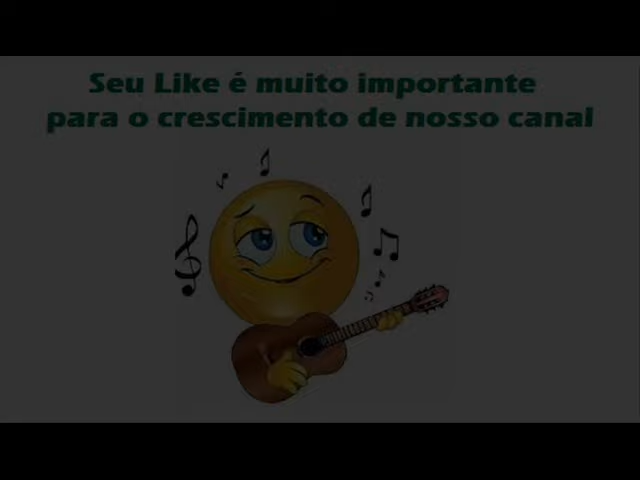 Seu Like é muito importante
para o crescimento de nosso canal